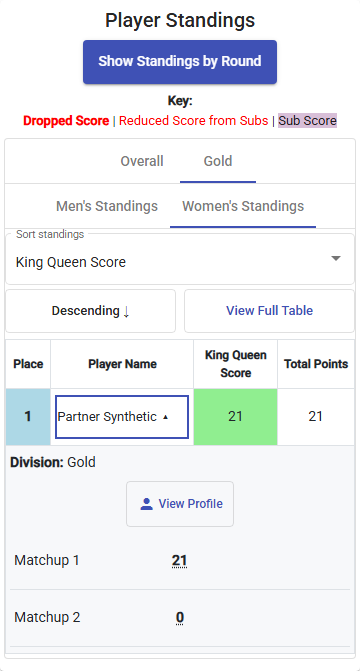 Player Standings
Show Standings by Round
Key:
Dropped Score | Reduced Score from Subs | Sub Score
Overall Gold
Men's Standings Women's Standings
Sort standings
King Queen Score
Descending ↓ View Full Table
Place Player Name King Queen Score Total Points
1 Partner Synthetic ▲ 21 21
Division: Gold
View Profile
Matchup 1 21
Matchup 2 0